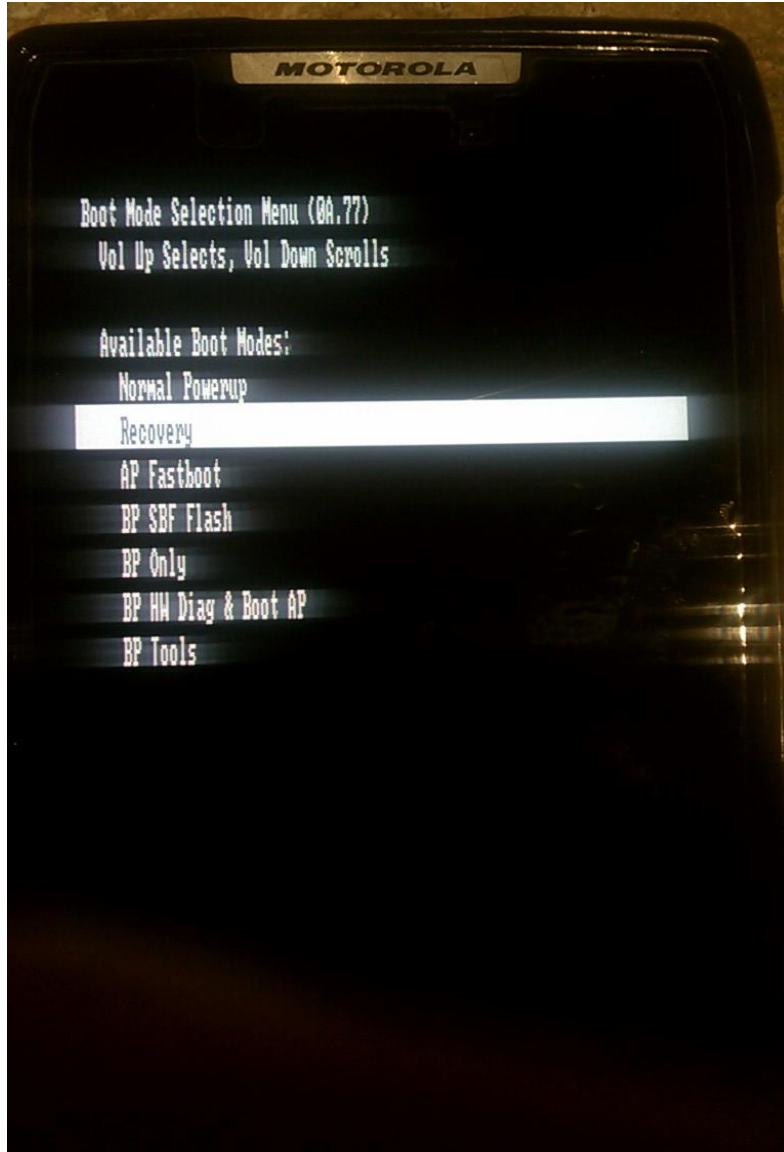 MOTOROLA
Boot Mode Selection Menu (0A.77)
Vol Up Selects, Vol Down Scrolls
Available Boot Modes:
Normal Powerup
Recovery
AP Fastboot
BP SBF Flash
BP Only
BP HW Diag & Boot AP
BP Tools